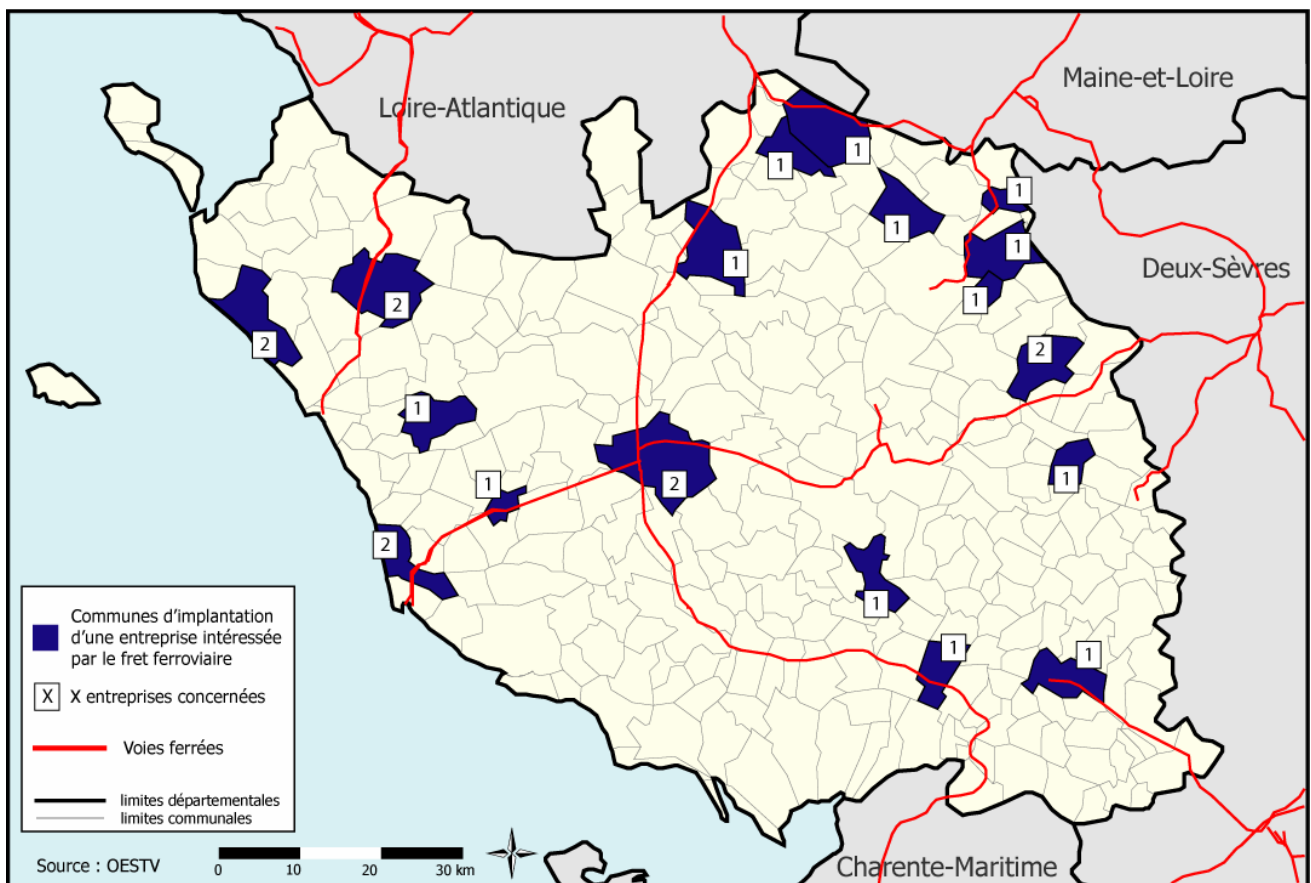 Maine-et-Loire
Loire-Atlantique
1
1
1
1
1
1
Deux-Sèvres
1
2
2
2
1
1
2
1
2
1
1
1
Communes d'implantation
d'une entreprise intéressée
par le fret ferroviaire
X X entreprises concernées
Voies ferrées
limites départementales
limites communales
Source : OESTV
0 10 20 30 km
Charente-Maritime